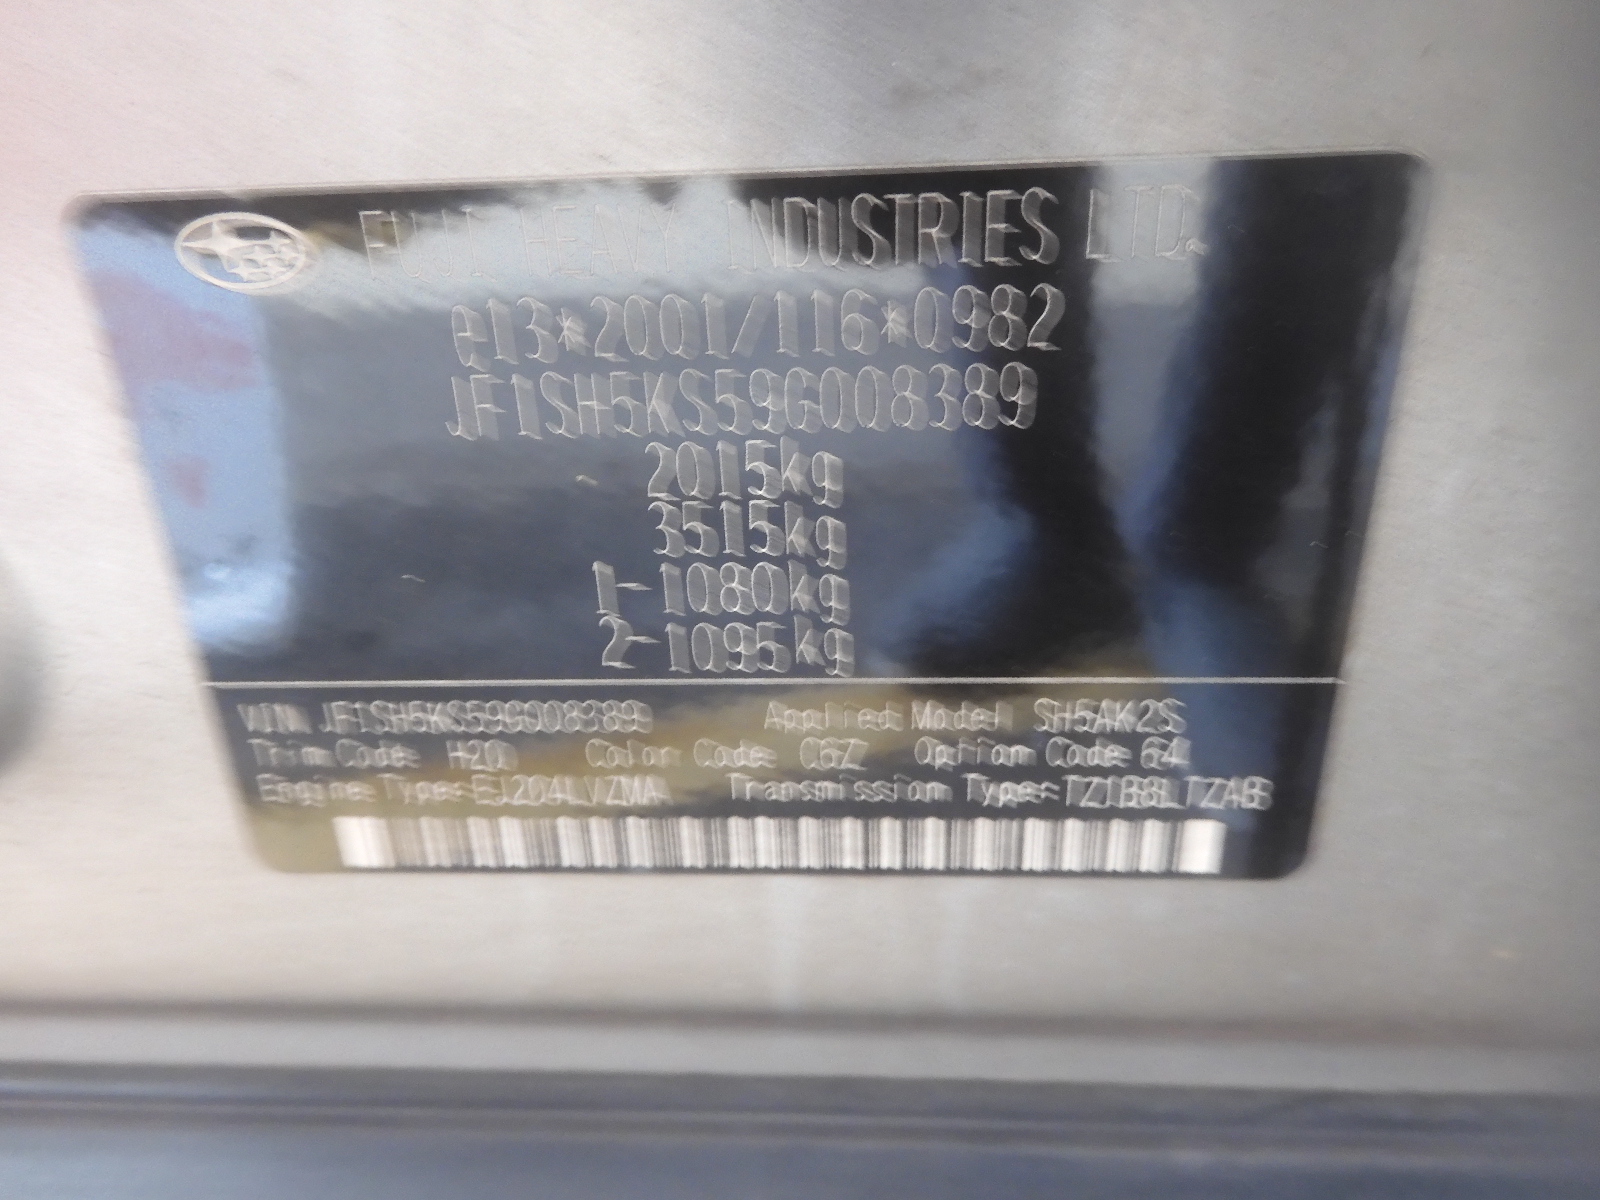 FUJI HEAVY INDUSTRIES LTD.
e13*2001/116*0982
JF1SH5KS59G008389
2015kg
3515kg
1-1080kg
2-1095kg
VIN JF1SH5KS59G008389 Applied Model SH5AK2S
Trim Code H20 Color Code C6Z Option Code 64
Engine Type EJ204LVZMA Transmission Type